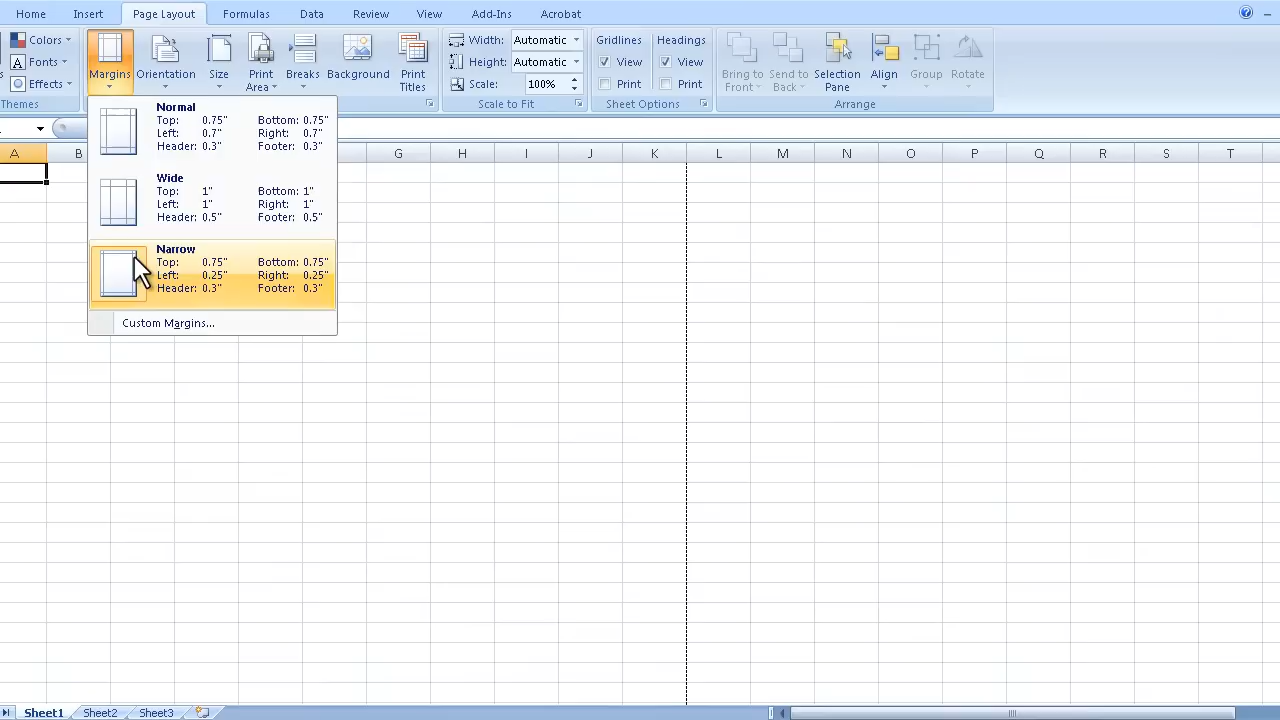 Home Insert Page Layout Formulas Data Review View Add-Ins Acrobat
Colors
Fonts
Effects
Themes
Margins
Orientation
Size
Print Area
Breaks
Background
Print Titles
Width: Automatic
Height: Automatic
Scale: 100%
Scale to Fit
Gridlines
View
Print
Headings
View
Print
Sheet Options
Bring to Front
Send to Back
Selection Pane
Align
Group
Rotate
Arrange
Normal
Top: 0.75" Bottom: 0.75"
Left: 0.7" Right: 0.7"
Header: 0.3" Footer: 0.3"
Wide
Top: 1" Bottom: 1"
Left: 1" Right: 1"
Header: 0.5" Footer: 0.5"
Narrow
Top: 0.75" Bottom: 0.75"
Left: 0.25" Right: 0.25"
Header: 0.3" Footer: 0.3"
Custom Margins...
A B G H I J K L M N O P Q R S T
Sheet1 Sheet2 Sheet3